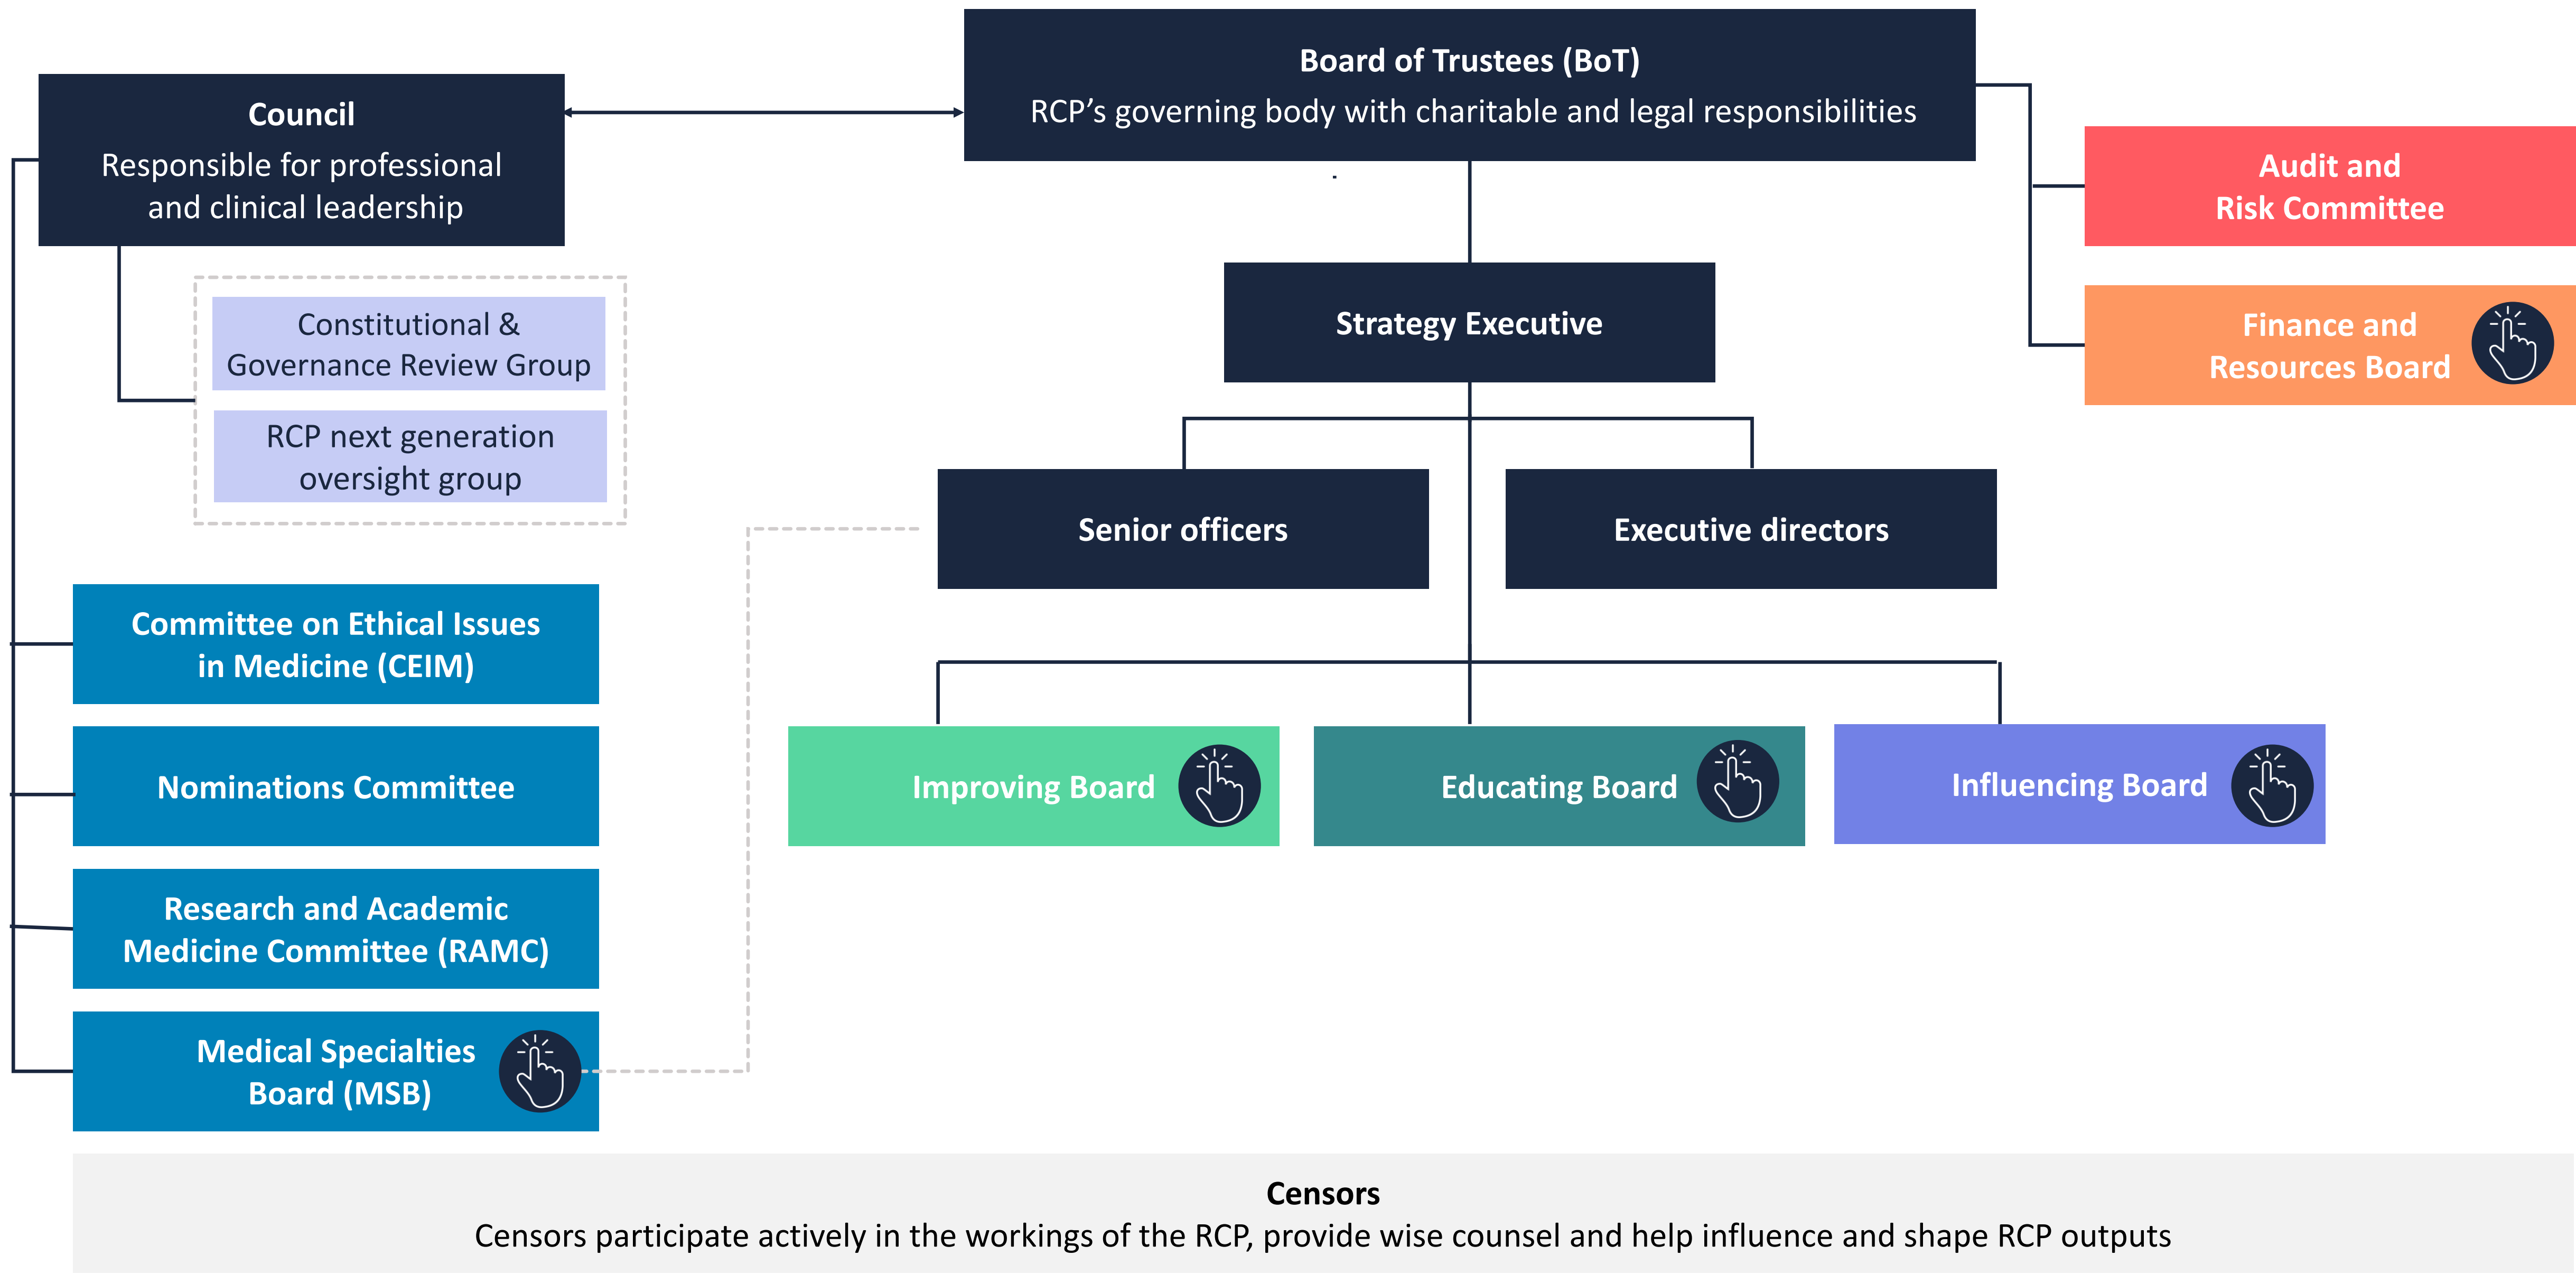 Board of Trustees (BoT)
RCP’s governing body with charitable and legal responsibilities
Council
Responsible for professional
and clinical leadership
Audit and
Risk Committee
Constitutional &
Governance Review Group
Strategy Executive
Finance and
Resources Board
RCP next generation
oversight group
Senior officers
Executive directors
Committee on Ethical Issues
in Medicine (CEIM)
Nominations Committee
Improving Board
Educating Board
Influencing Board
Research and Academic
Medicine Committee (RAMC)
Medical Specialties
Board (MSB)
Censors
Censors participate actively in the workings of the RCP, provide wise counsel and help influence and shape RCP outputs